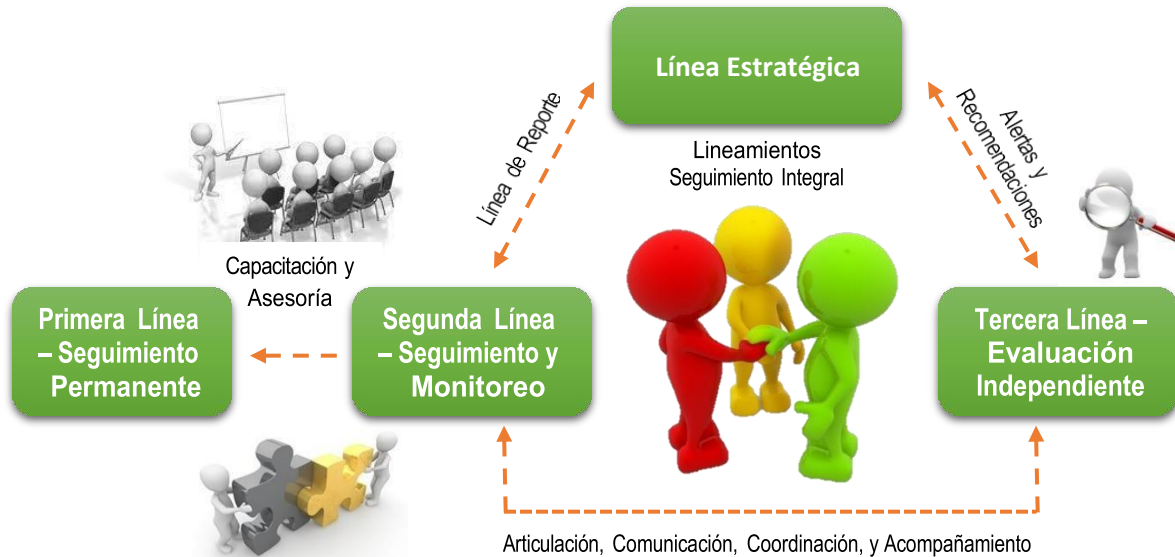 Línea Estratégica
Lineamientos
Seguimiento Integral
Línea de Reporte
Alertas y
Recomendaciones
Capacitación y
Asesoría
Primera Línea
– Seguimiento
Permanente
Segunda Línea
– Seguimiento y
Monitoreo
Tercera Línea –
Evaluación
Independiente
Articulación, Comunicación, Coordinación, y Acompañamiento